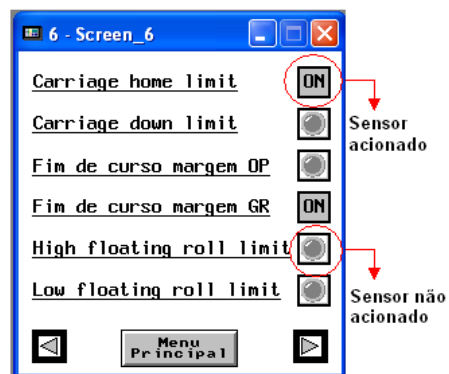 6 - Screen_6
Carriage home limit ON
Carriage down limit
Sensor
acionado
Fim de curso margem OP
Fim de curso margem GR ON
High floating roll limit
Low floating roll limit
Sensor não
acionado
Menu
Principal